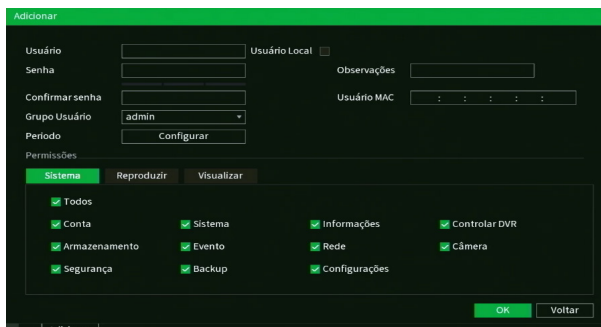 Adicionar
Usuário Usuário Local
Senha Observações
Confirmar senha Usuário MAC : : : : :
Grupo Usuário admin
Período Configurar
Permissões
Sistema Reproduzir Visualizar
Todos
Conta Sistema Informações Controlar DVR
Armazenamento Evento Rede Câmera
Segurança Backup Configurações
OK Voltar